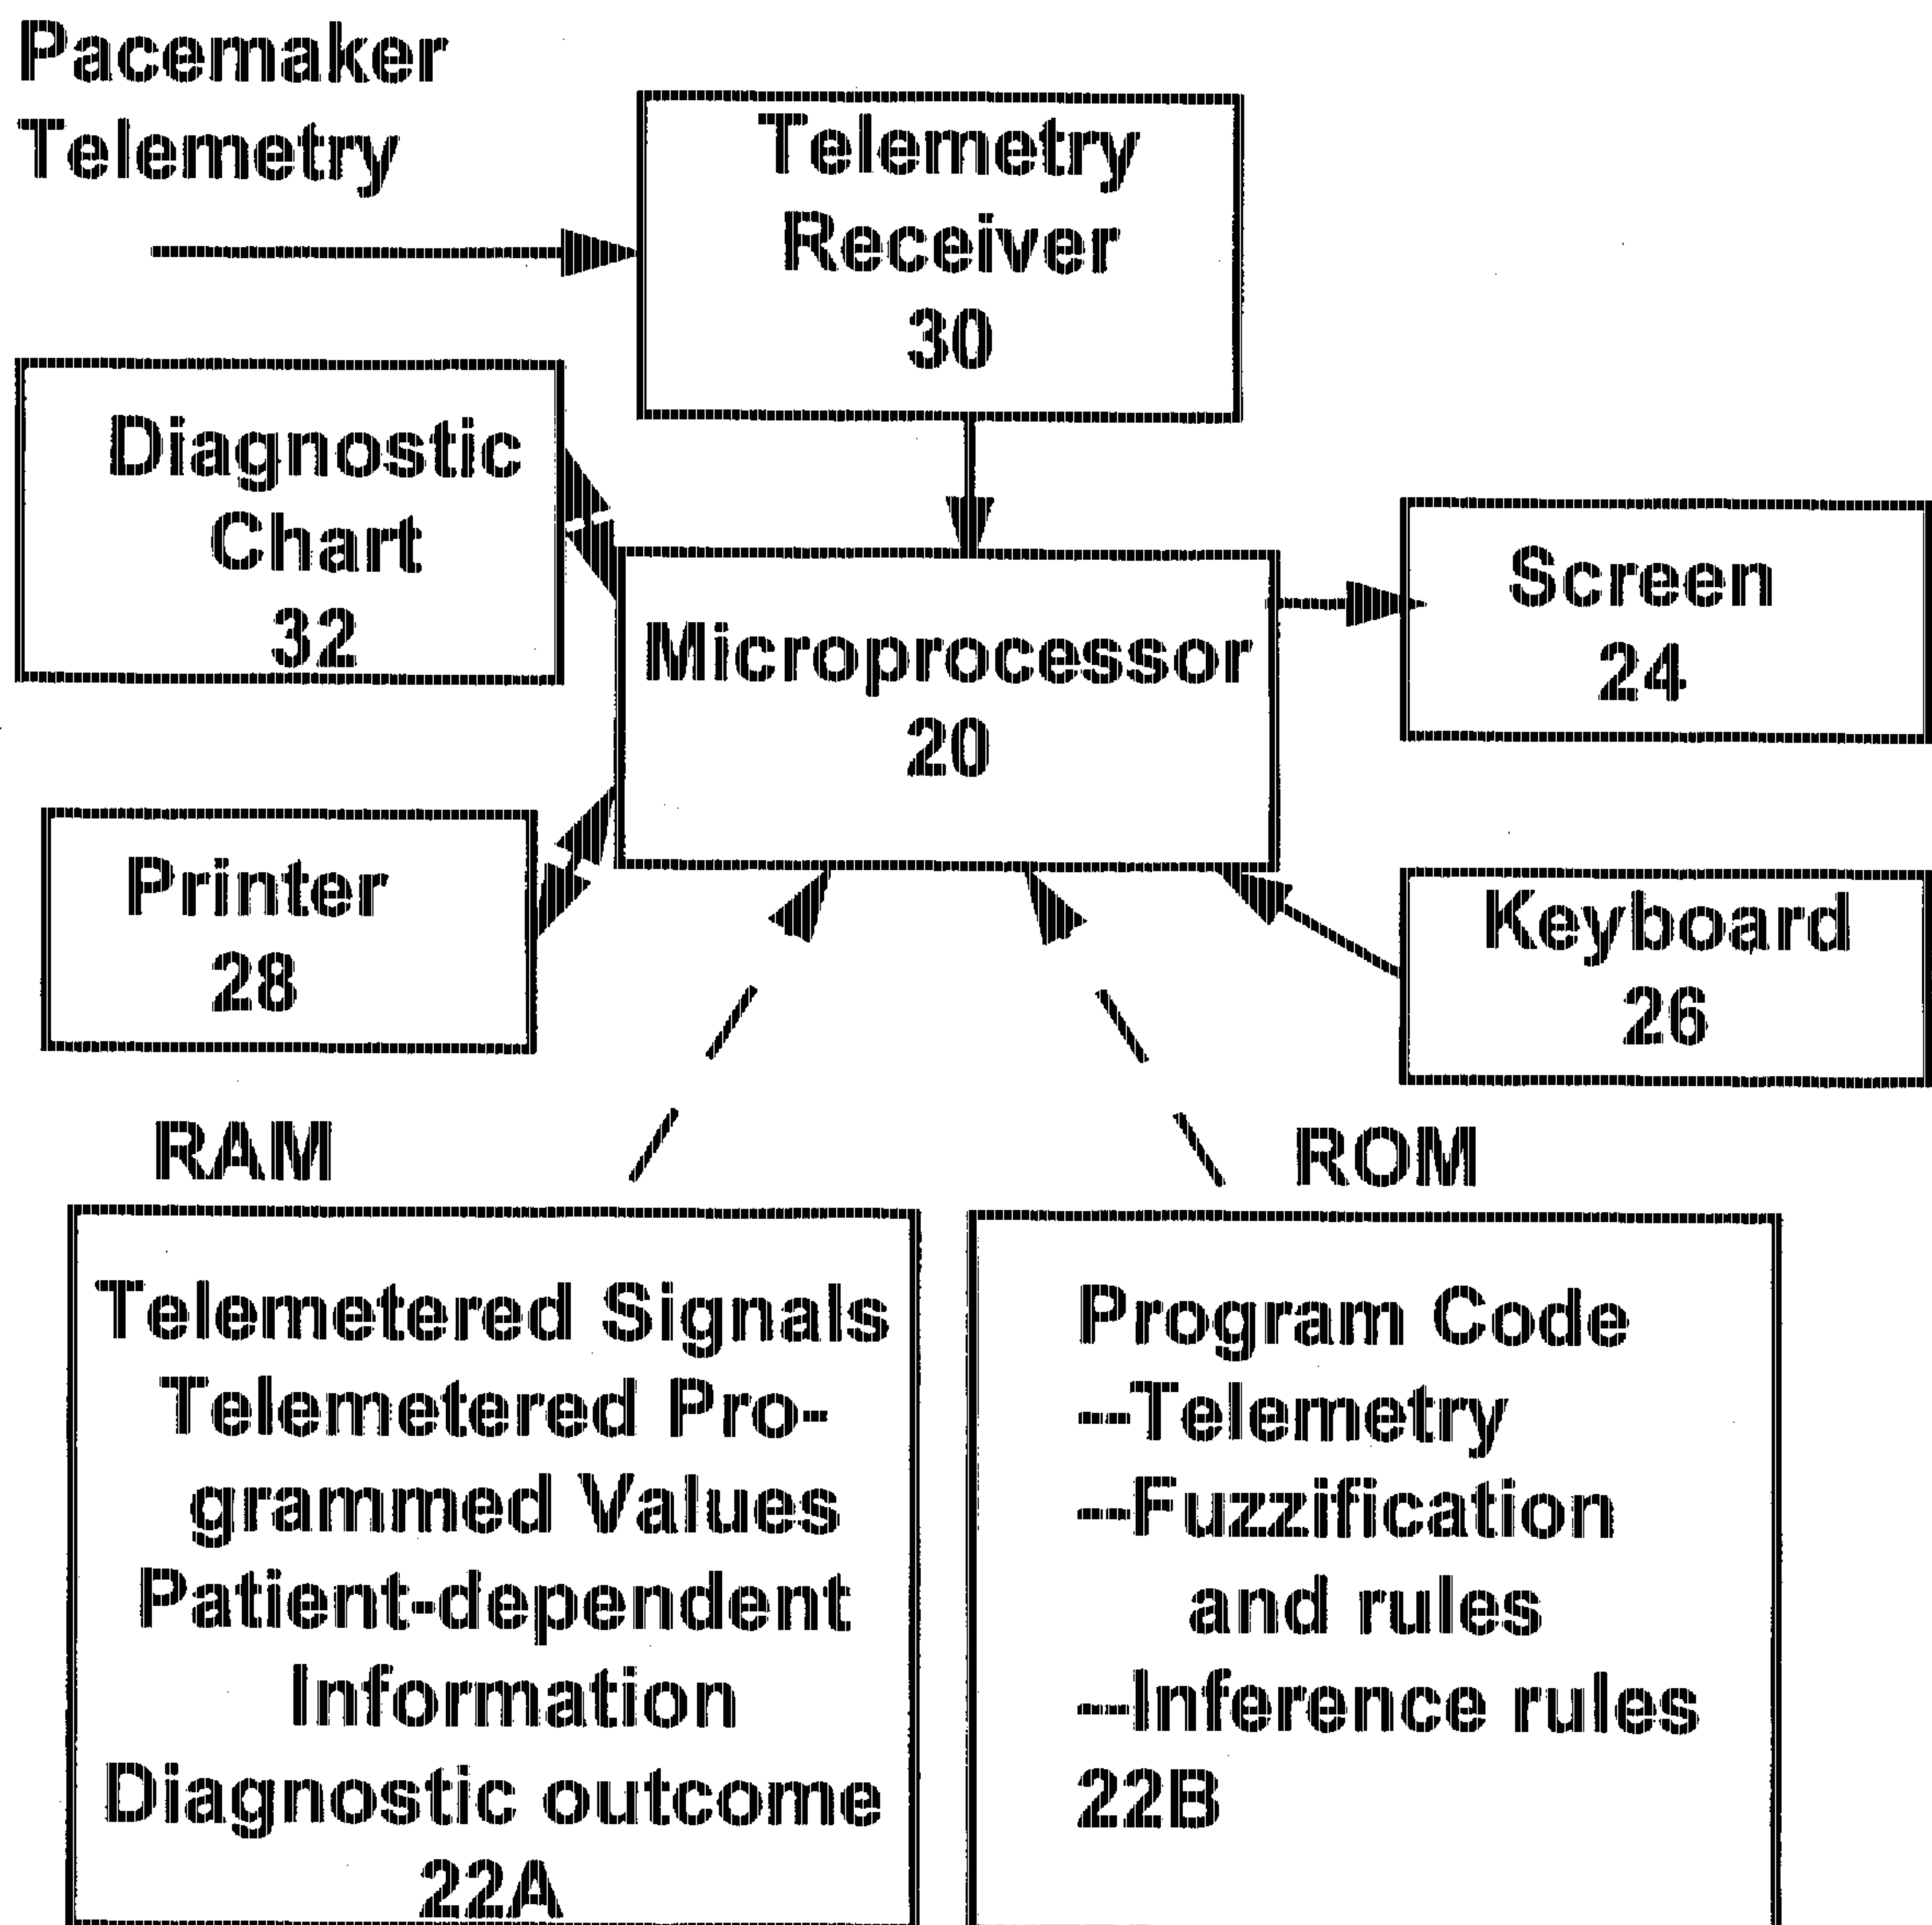 Pacemaker
Telemetry
Telemetry
Receiver
30
Diagnostic
Chart
32
Microprocessor
20
Screen
24
Printer
28
Keyboard
26
RAM
Telemetered Signals
Telemetered Pro-
grammed Values
Patient-dependent
Information
Diagnostic outcome
22A
ROM
Program Code
--Telemetry
--Fuzzification
and rules
--Inference rules
22B